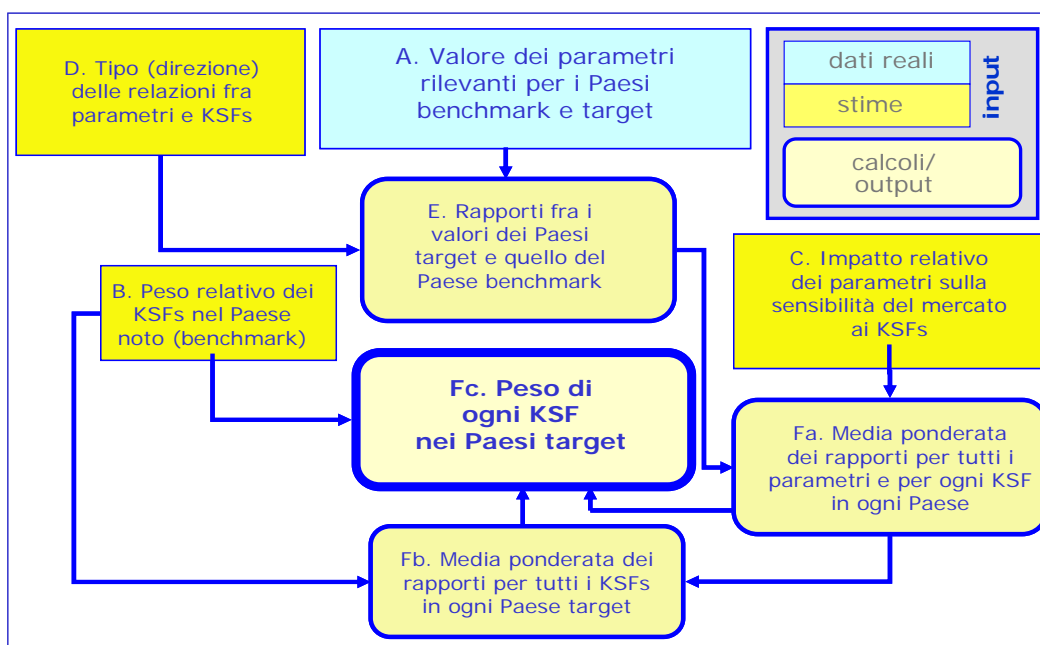 D. Tipo (direzione)
delle relazioni fra
parametri e KSFs
A. Valore dei parametri
rilevanti per i Paesi
benchmark e target
dati reali
stime
input
calcoli/
output
E. Rapporti fra i
valori dei Paesi
target e quello del
Paese benchmark
B. Peso relativo dei
KSFs nel Paese
noto (benchmark)
C. Impatto relativo
dei parametri sulla
sensibilità del mercato
ai KSFs
Fc. Peso di
ogni KSF
nei Paesi target
Fa. Media ponderata
dei rapporti per tutti i
parametri e per ogni KSF
in ogni Paese
Fb. Media ponderata dei
rapporti per tutti i KSFs
in ogni Paese target